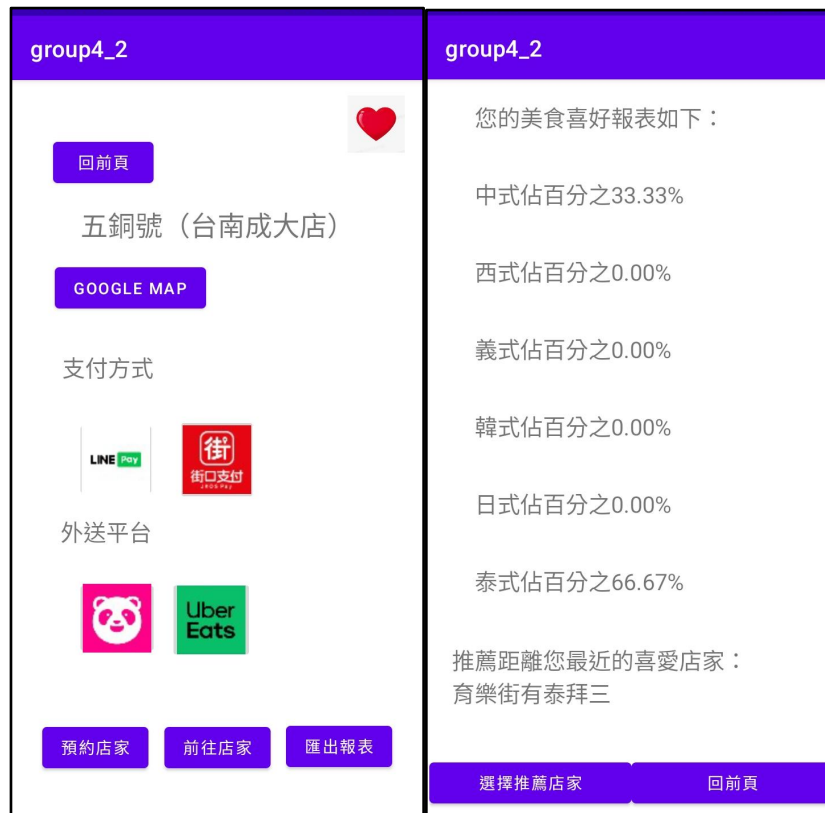 group4_2
回前頁
五銅號（台南成大店）
GOOGLE MAP
支付方式
LINE Pay
街
街口支付
JKOS Pay
外送平台
Uber
Eats
預約店家
前往店家
匯出報表
group4_2
您的美食喜好報表如下：
中式佔百分之33.33%
西式佔百分之0.00%
義式佔百分之0.00%
韓式佔百分之0.00%
日式佔百分之0.00%
泰式佔百分之66.67%
推薦距離您最近的喜愛店家：
育樂街有泰拜三
選擇推薦店家
回前頁